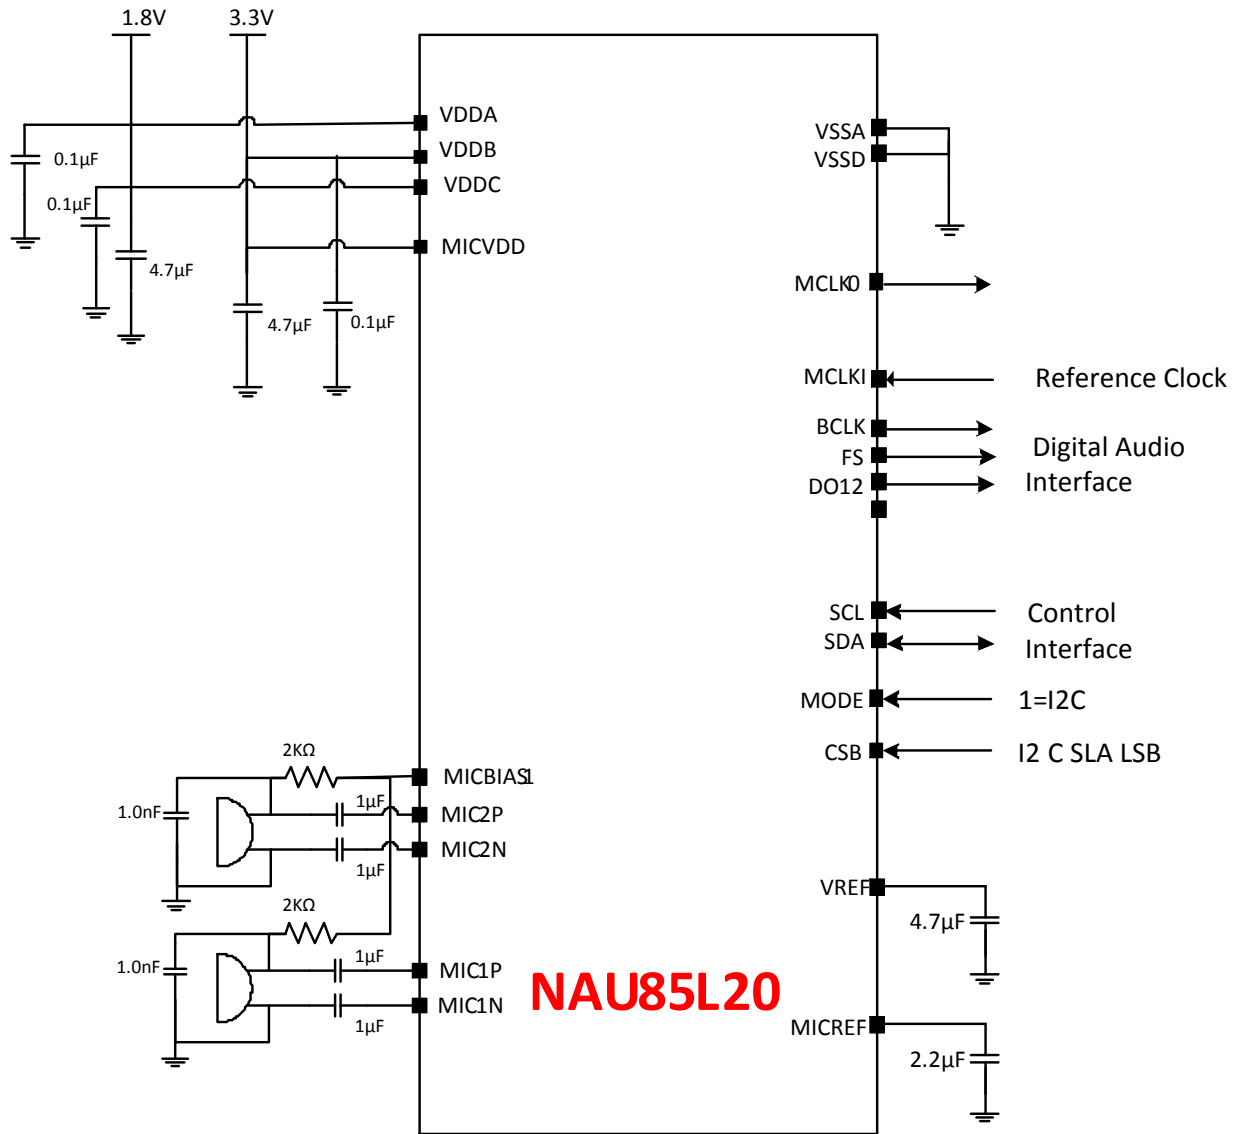 1.8V
3.3V
VDDA
VDDB
VDDC
MICVDD
0.1µF
0.1µF
4.7µF
4.7µF
0.1µF
VSSA
VSSD
MCLK0
MCLKI
Reference Clock
BCLK
FS
DO12
Digital Audio
Interface
SCL
SDA
Control
Interface
MODE
1=I2C
CSB
I2 C SLA LSB
2KΩ
MICBIAS1
1.0nF
1µF
MIC2P
MIC2N
1µF
2KΩ
1.0nF
1µF
MIC1P
MIC1N
1µF
NAU85L20
VREF
4.7µF
MICREF
2.2µF